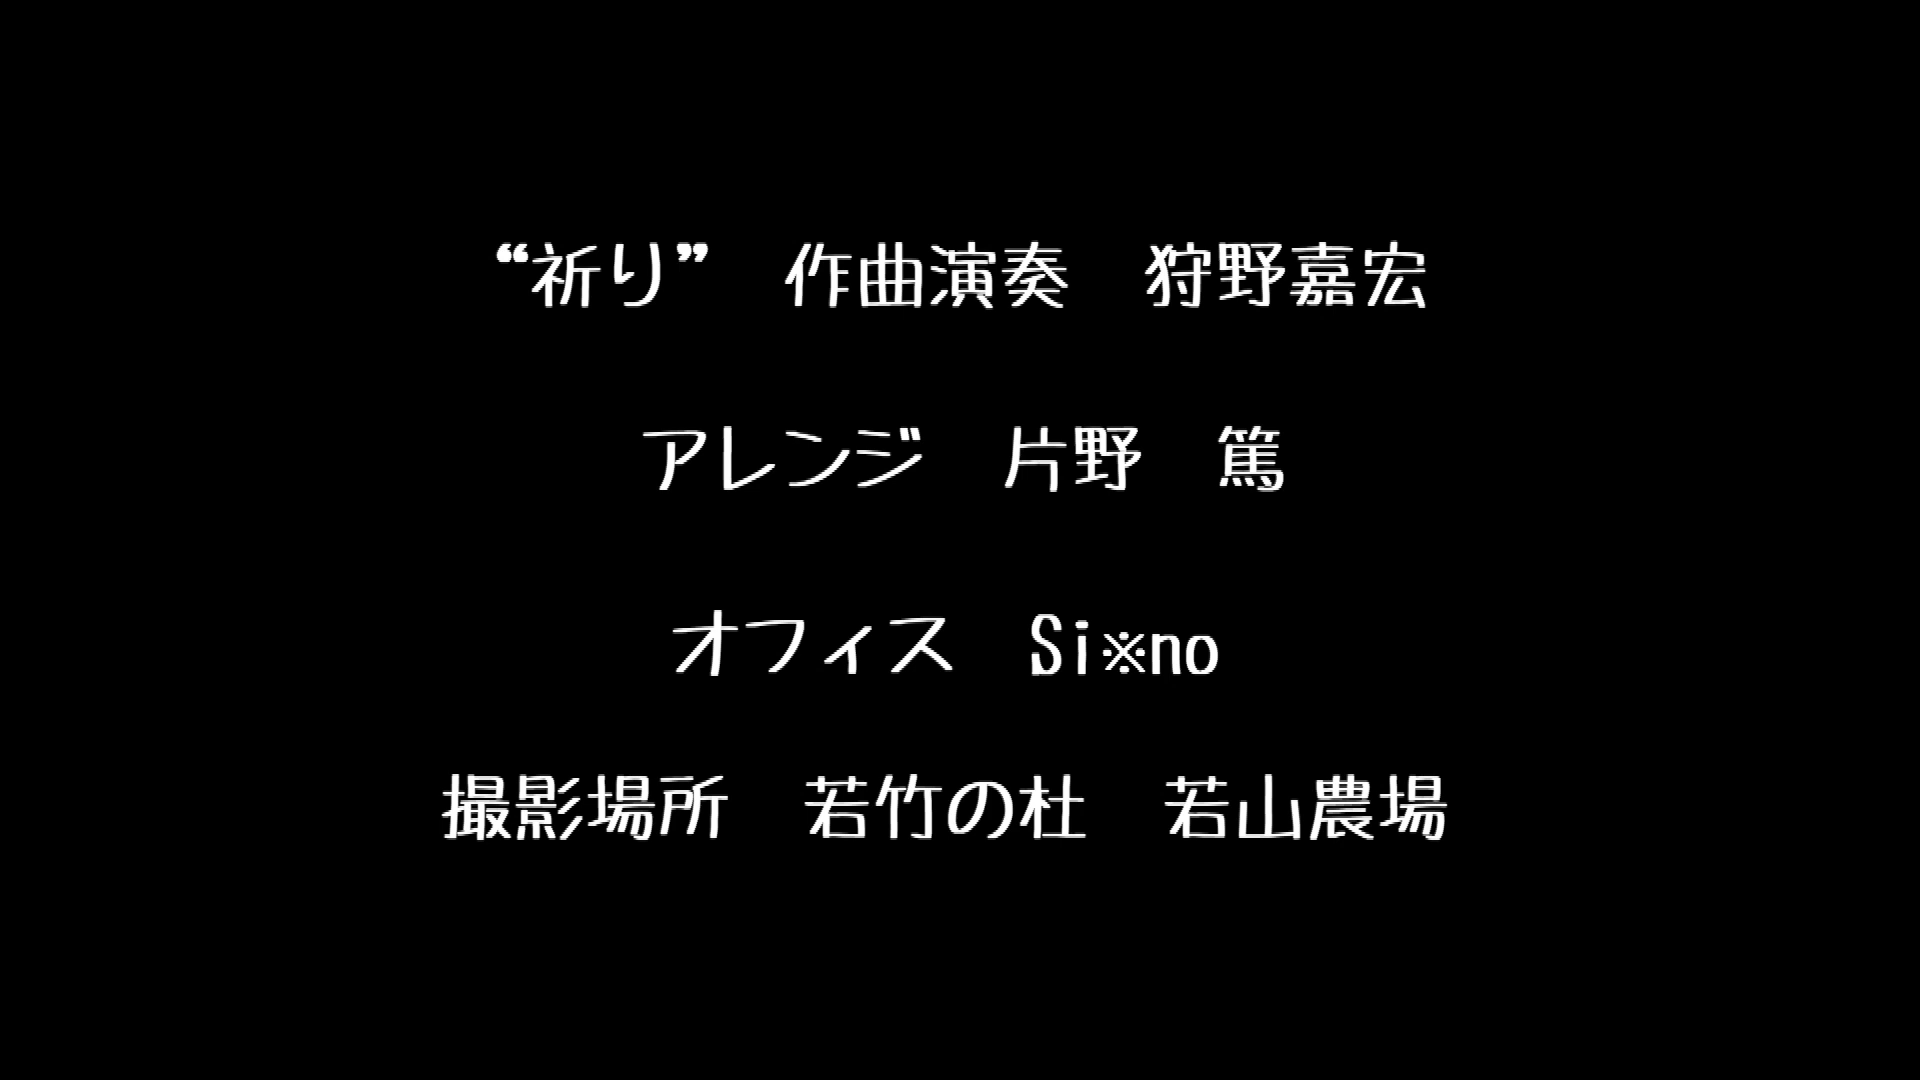 “祈り”　作曲演奏　狩野嘉宏
アレンジ　片野　篤
オフィス　Si※no
撮影場所　若竹の杜　若山農場